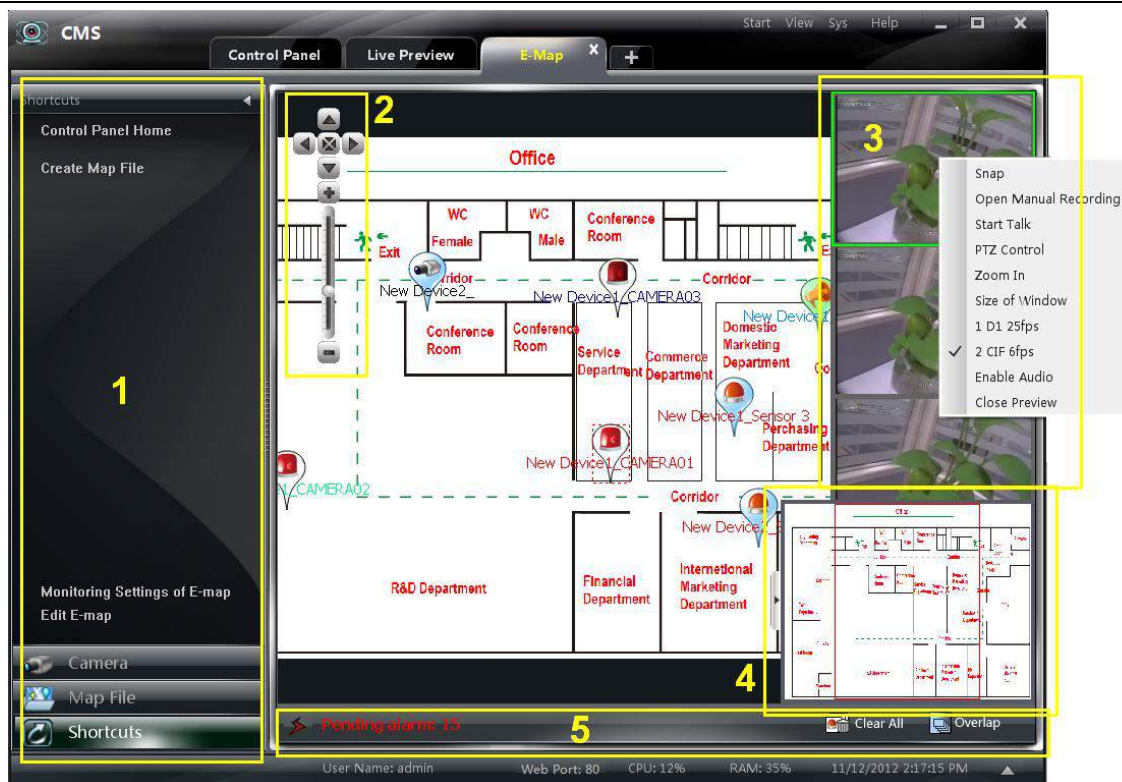 CMS
Start View Sys Help
Control Panel
Live Preview
E-Map
Shortcuts
Control Panel Home
Create Map File
1
Monitoring Settings of E-map
Edit E-map
Camera
Map File
Shortcuts
2
Office
WC
Female
WC
Male
Conference
Room
Exit
Corridor
New Device2_
New Device1_CAMERA03
New Device1
Conference
Room
Conference
Room
Service
Department
Commerce
Department
Domestic
Marketing
Department
New Device1_Sensor 3
Perchasing
Department
New Device1_CAMERA01
_CAMERA02
Corridor
New Device2_
R&D Department
Financial
Department
International
Marketing
Department
3
Snap
Open Manual Recording
Start Talk
PTZ Control
Zoom In
Size of Window
1 D1 25fps
2 CIF 6fps
Enable Audio
Close Preview
4
Pending alarm: 15
5
Clear All
Overlap
User Name: admin
Web Port: 80
CPU: 12%
RAM: 35%
11/12/2012 2:17:15 PM